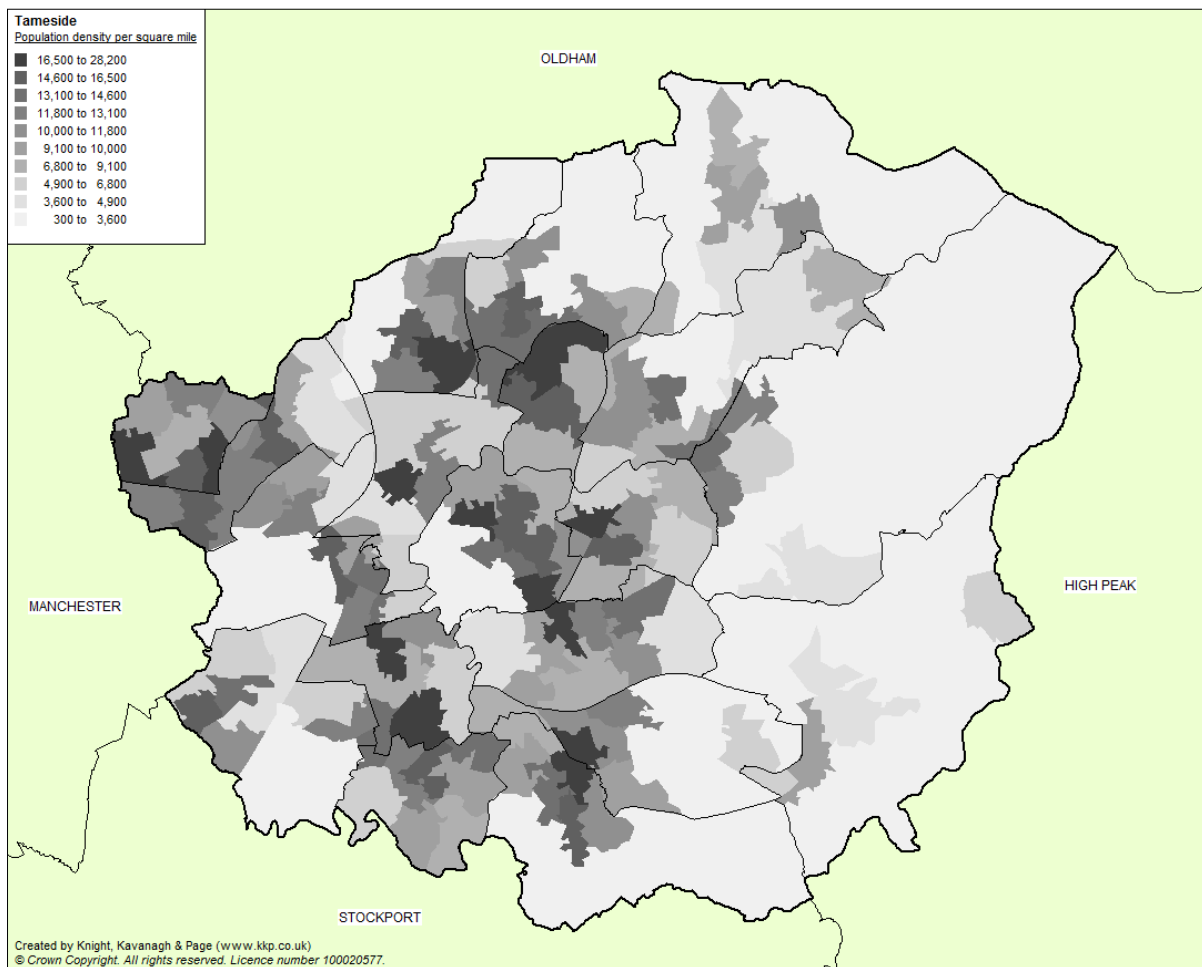 Tameside
Population density per square mile
16,500 to 28,200
14,600 to 16,500
13,100 to 14,600
11,800 to 13,100
10,000 to 11,800
9,100 to 10,000
6,800 to 9,100
4,900 to 6,800
3,600 to 4,900
300 to 3,600
OLDHAM
HIGH PEAK
MANCHESTER
STOCKPORT
Created by Knight, Kavanagh & Page (www.kkp.co.uk)
© Crown Copyright. All rights reserved. Licence number 100020577.